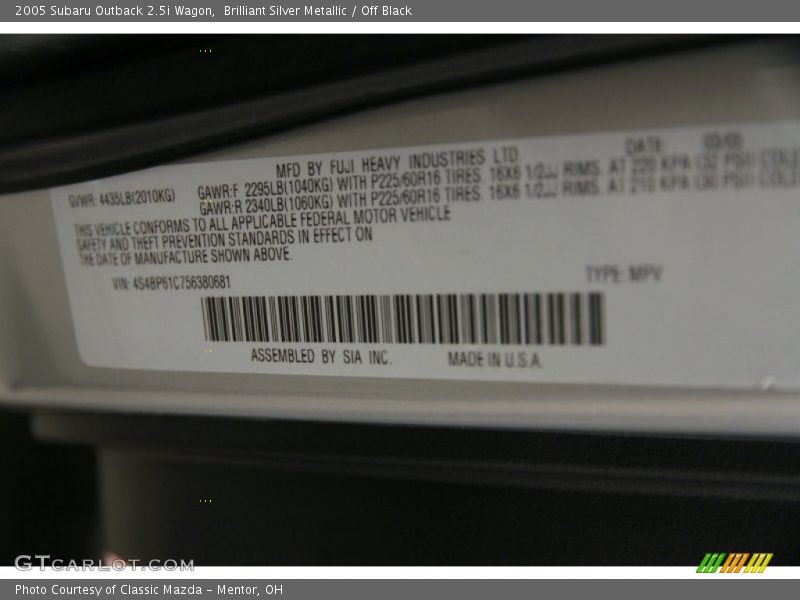 2005 Subaru Outback 2.5i Wagon,  Brilliant Silver Metallic / Off Black
MFD BY FUJI HEAVY INDUSTRIES LTD. DATE:
GVWR: 4435LB(2010KG) GAWR:F 2295LB(1040KG) WITH P225/60R16 TIRES. 16X6 1/2JJ RIMS. AT 220 KPA (32 PSI) COLD
GAWR:R 2340LB(1060KG) WITH P225/60R16 TIRES. 16X6 1/2JJ RIMS. AT 210 KPA (30 PSI) COLD
THIS VEHICLE CONFORMS TO ALL APPLICABLE FEDERAL MOTOR VEHICLE
SAFETY AND THEFT PREVENTION STANDARDS IN EFFECT ON
THE DATE OF MANUFACTURE SHOWN ABOVE.
VIN: 4S4BP61C756380681 TYPE: MPV
ASSEMBLED BY SIA INC. MADE IN U.S.A.
GTCARLOT.COM
Photo Courtesy of Classic Mazda - Mentor, OH